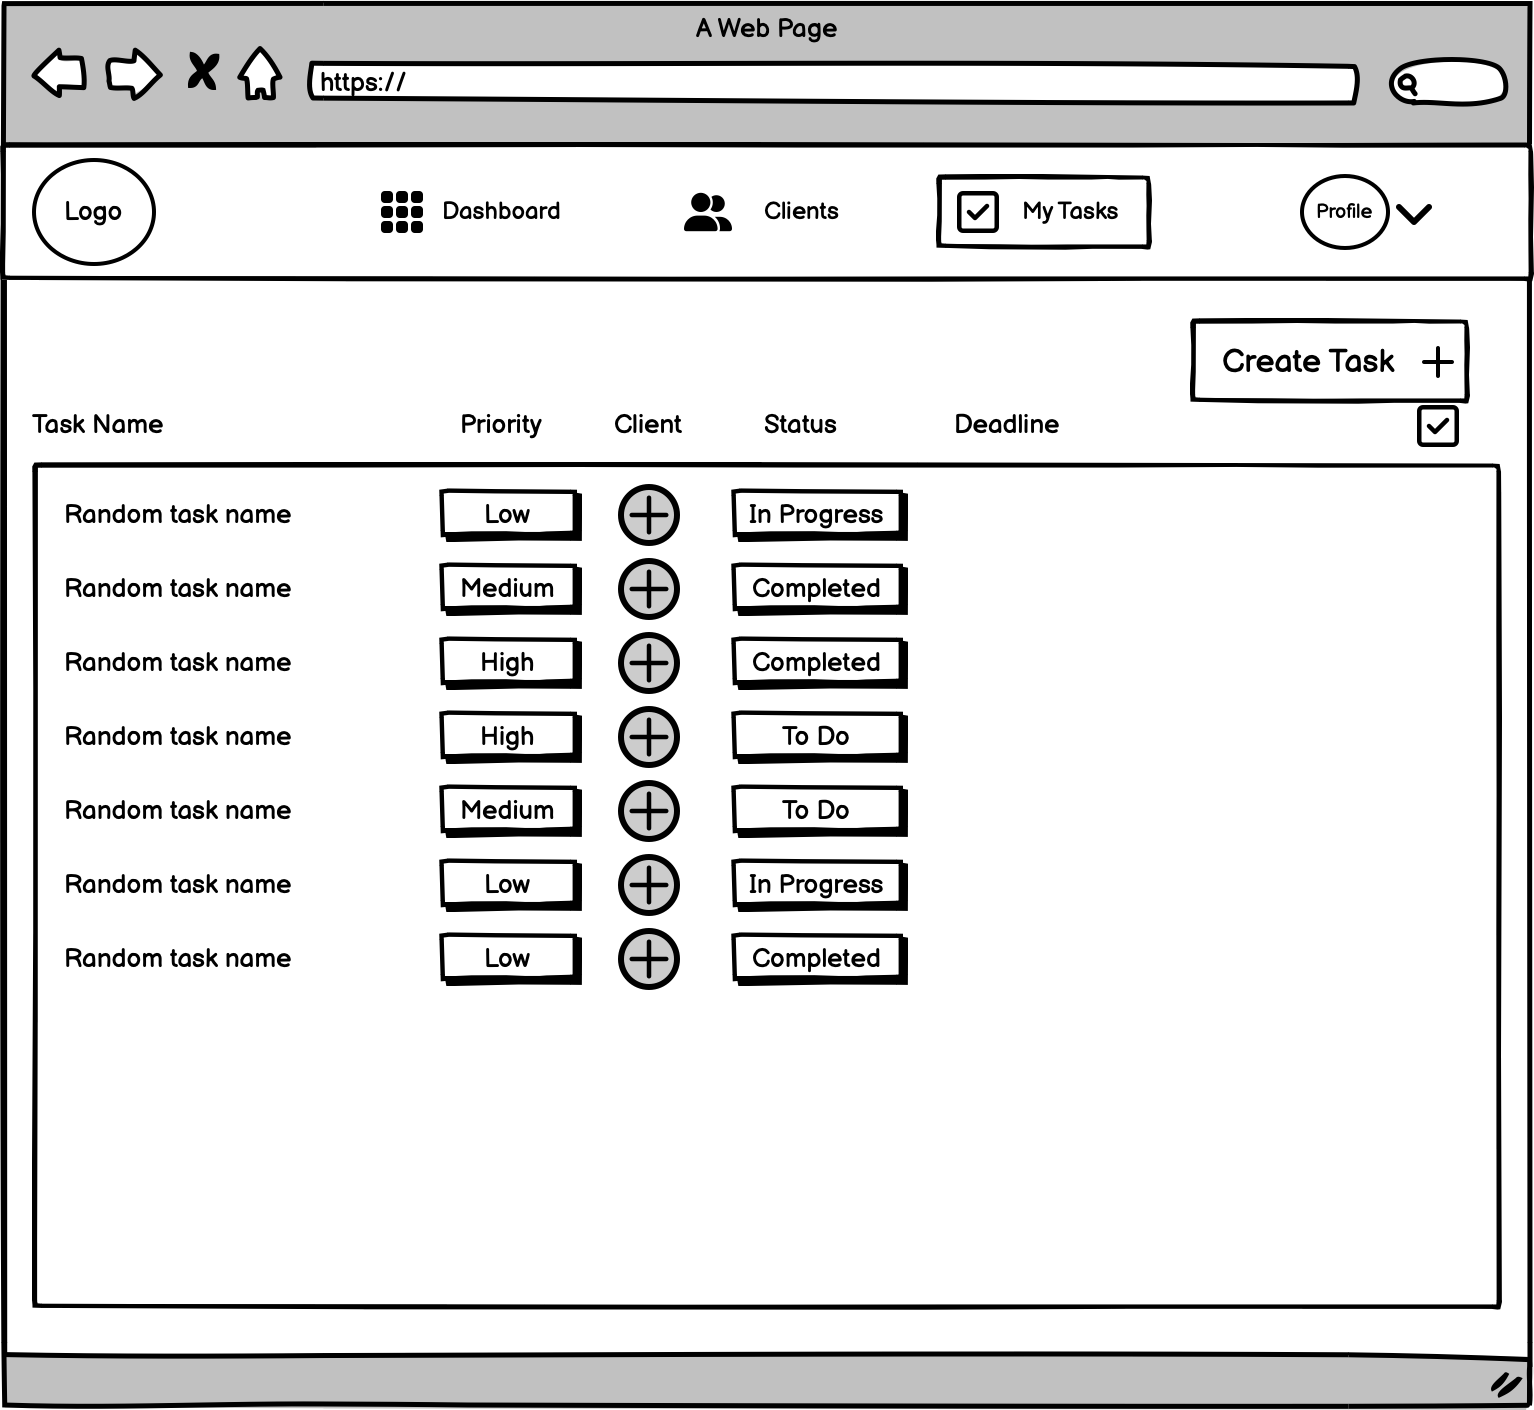 A Web Page
https://
Logo
Dashboard
Clients
My Tasks
Profile
Create Task
Task Name Priority Client Status Deadline
Random task name Low In Progress
Random task name Medium Completed
Random task name High Completed
Random task name High To Do
Random task name Medium To Do
Random task name Low In Progress
Random task name Low Completed